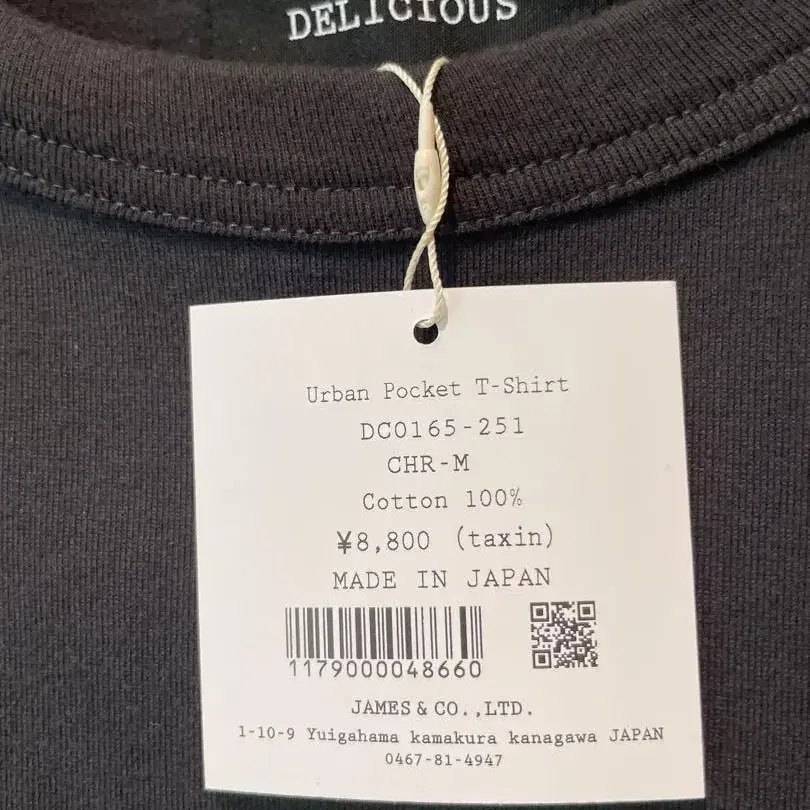 DELICIOUS
Urban Pocket T-Shirt
DC0165-251
CHR-M
Cotton 100%
¥8,800 (taxin)
MADE IN JAPAN
1179000048660
JAMES & CO.,LTD.
1-10-9 Yuigahama kamakura kanagawa JAPAN
0467-81-4947